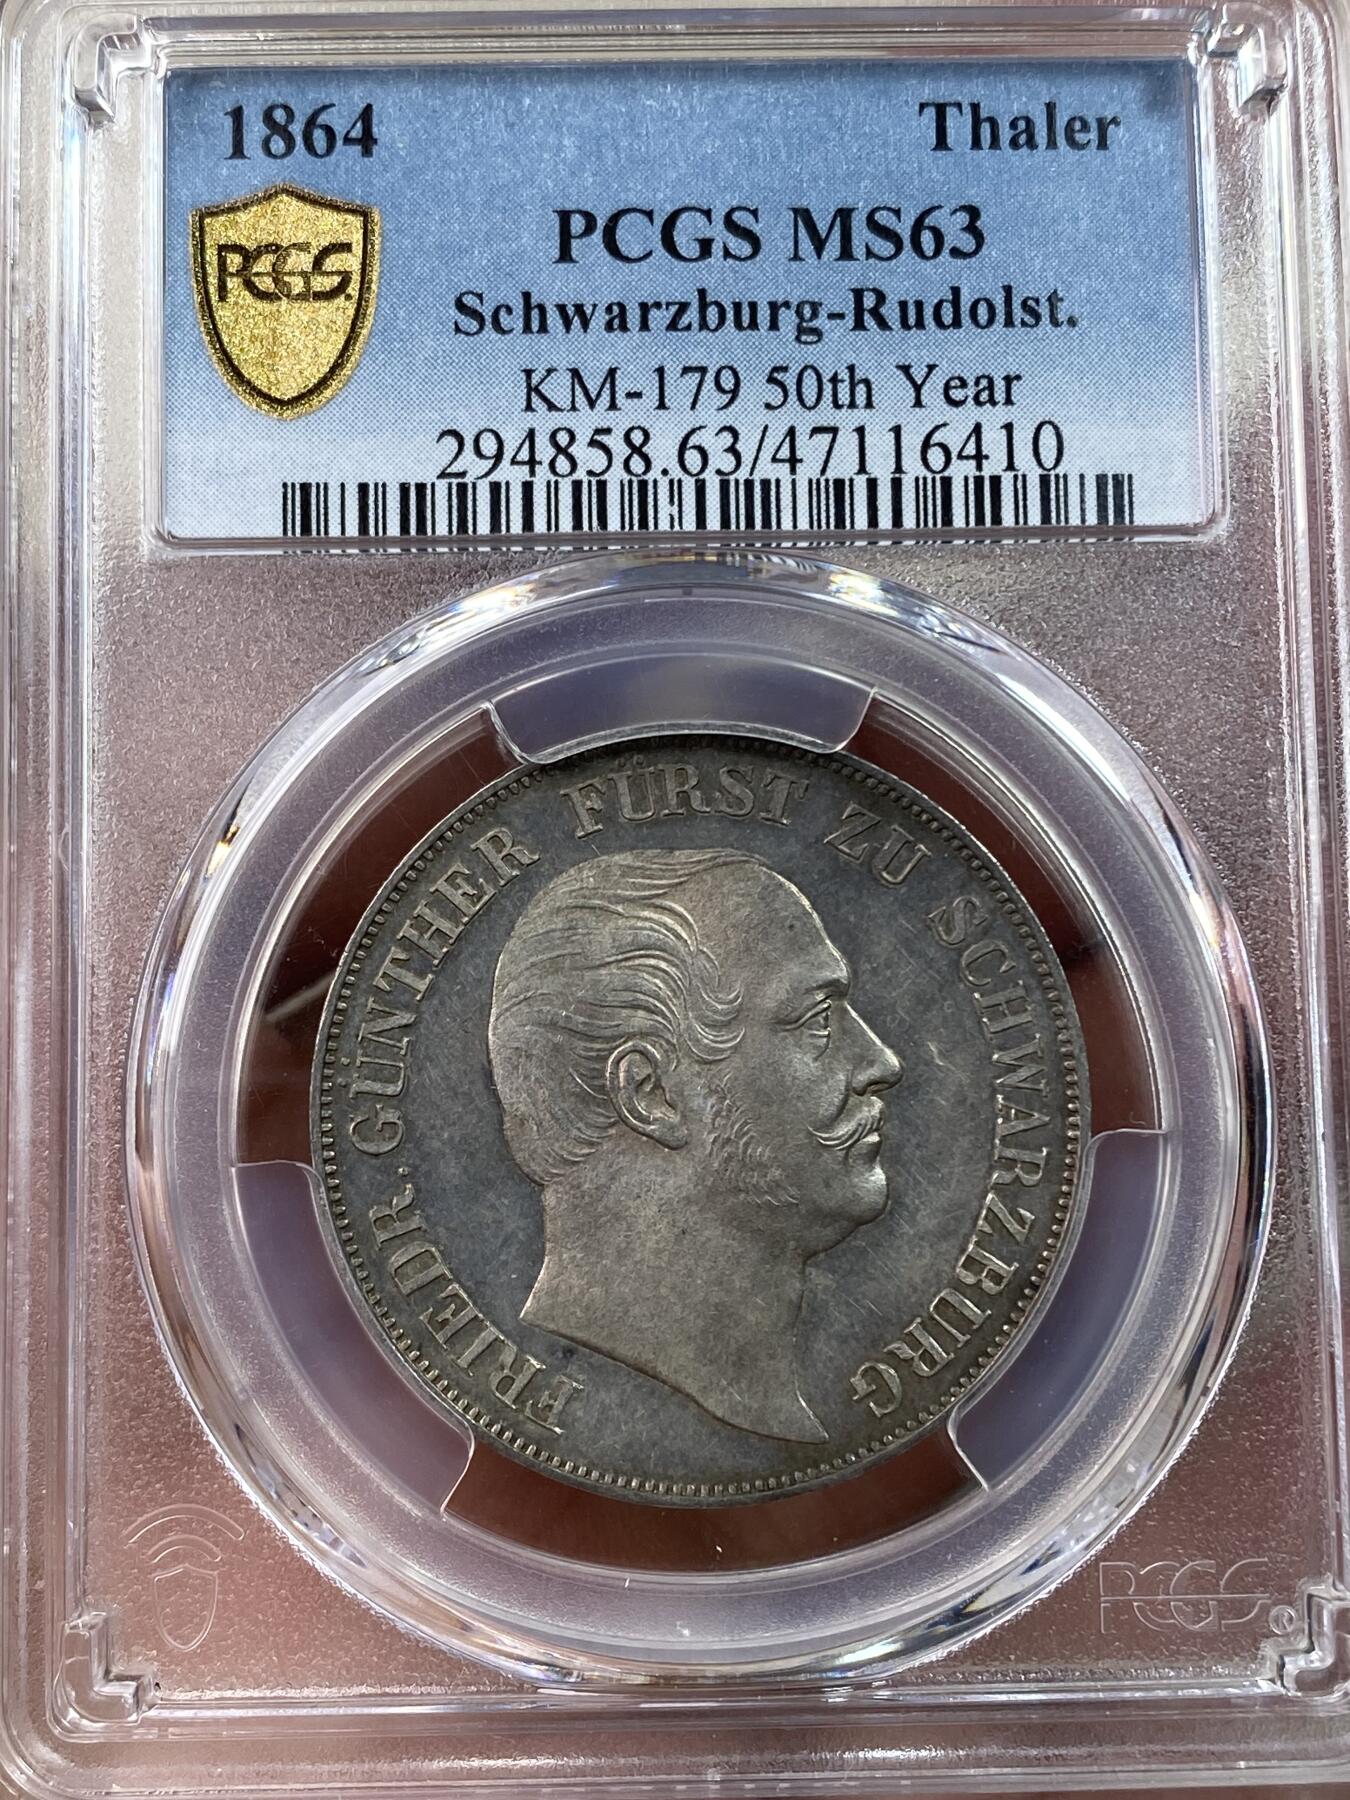 1864 Thaler
PCGS
PCGS MS63
Schwarzburg-Rudolst.
KM-179 50th Year
294858.63/47116410
FRIEDR. GÜNTHER FÜRST ZU SCHWARZBURG
PCGS